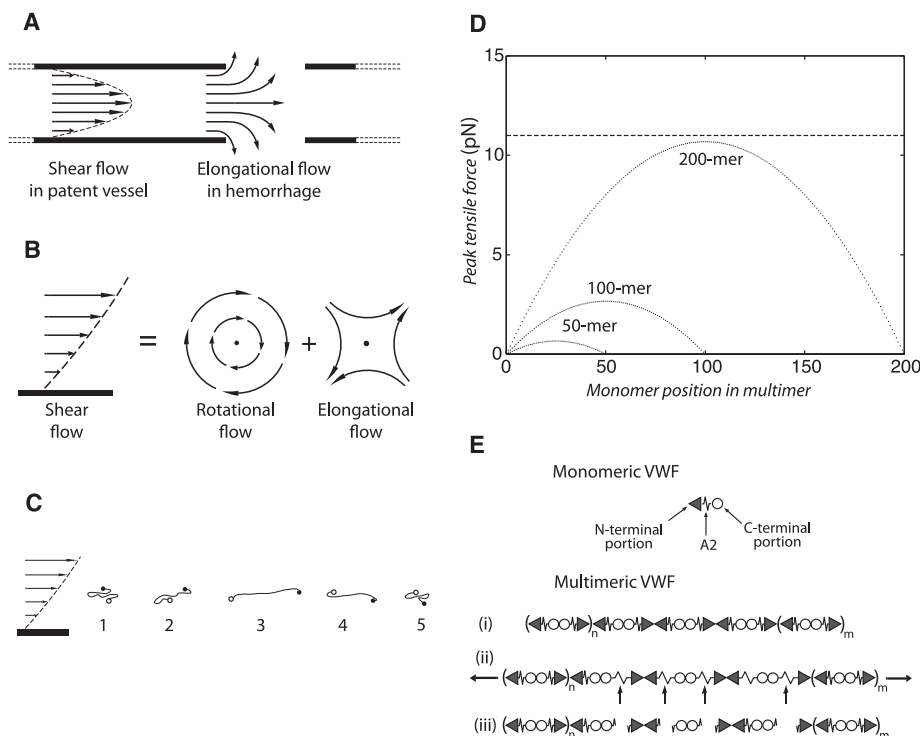 A
Shear flow
in patent vessel
Elongational flow
in hemorrhage
B
=
+
Shear
flow
Rotational
flow
Elongational
flow
C
1 2 3 4 5
D
Peak tensile force (pN)
15
10
5
0
200-mer
100-mer
50-mer
0 50 100 150 200
Monomer position in multimer
E
Monomeric VWF
N-terminal
portion
A2
C-terminal
portion
Multimeric VWF
(i)
n
m
(ii)
n
m
(iii)
n
m